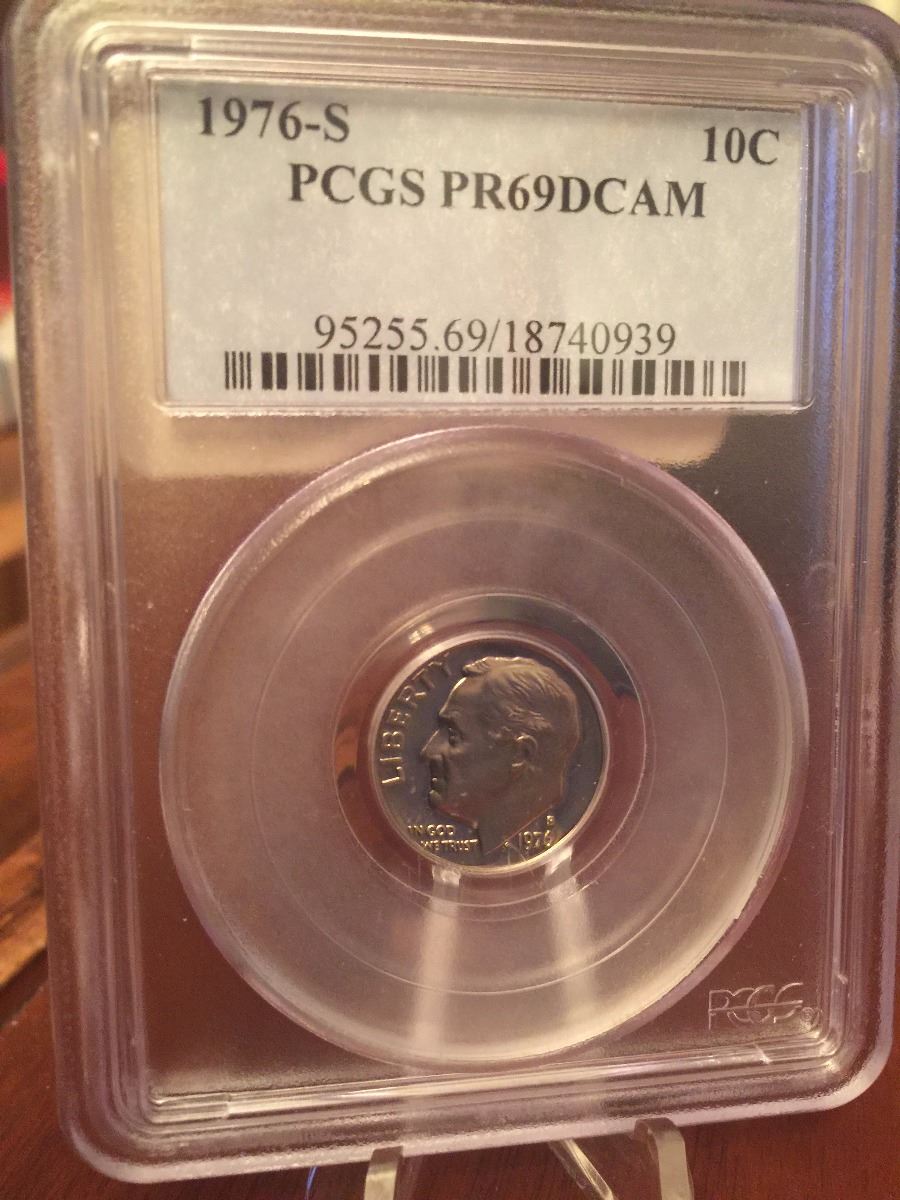 1976-S
10C
PCGS PR69DCAM
95255.69/18740939
LIBERTY
IN GOD
WE TRUST
S
1976
PCGS®